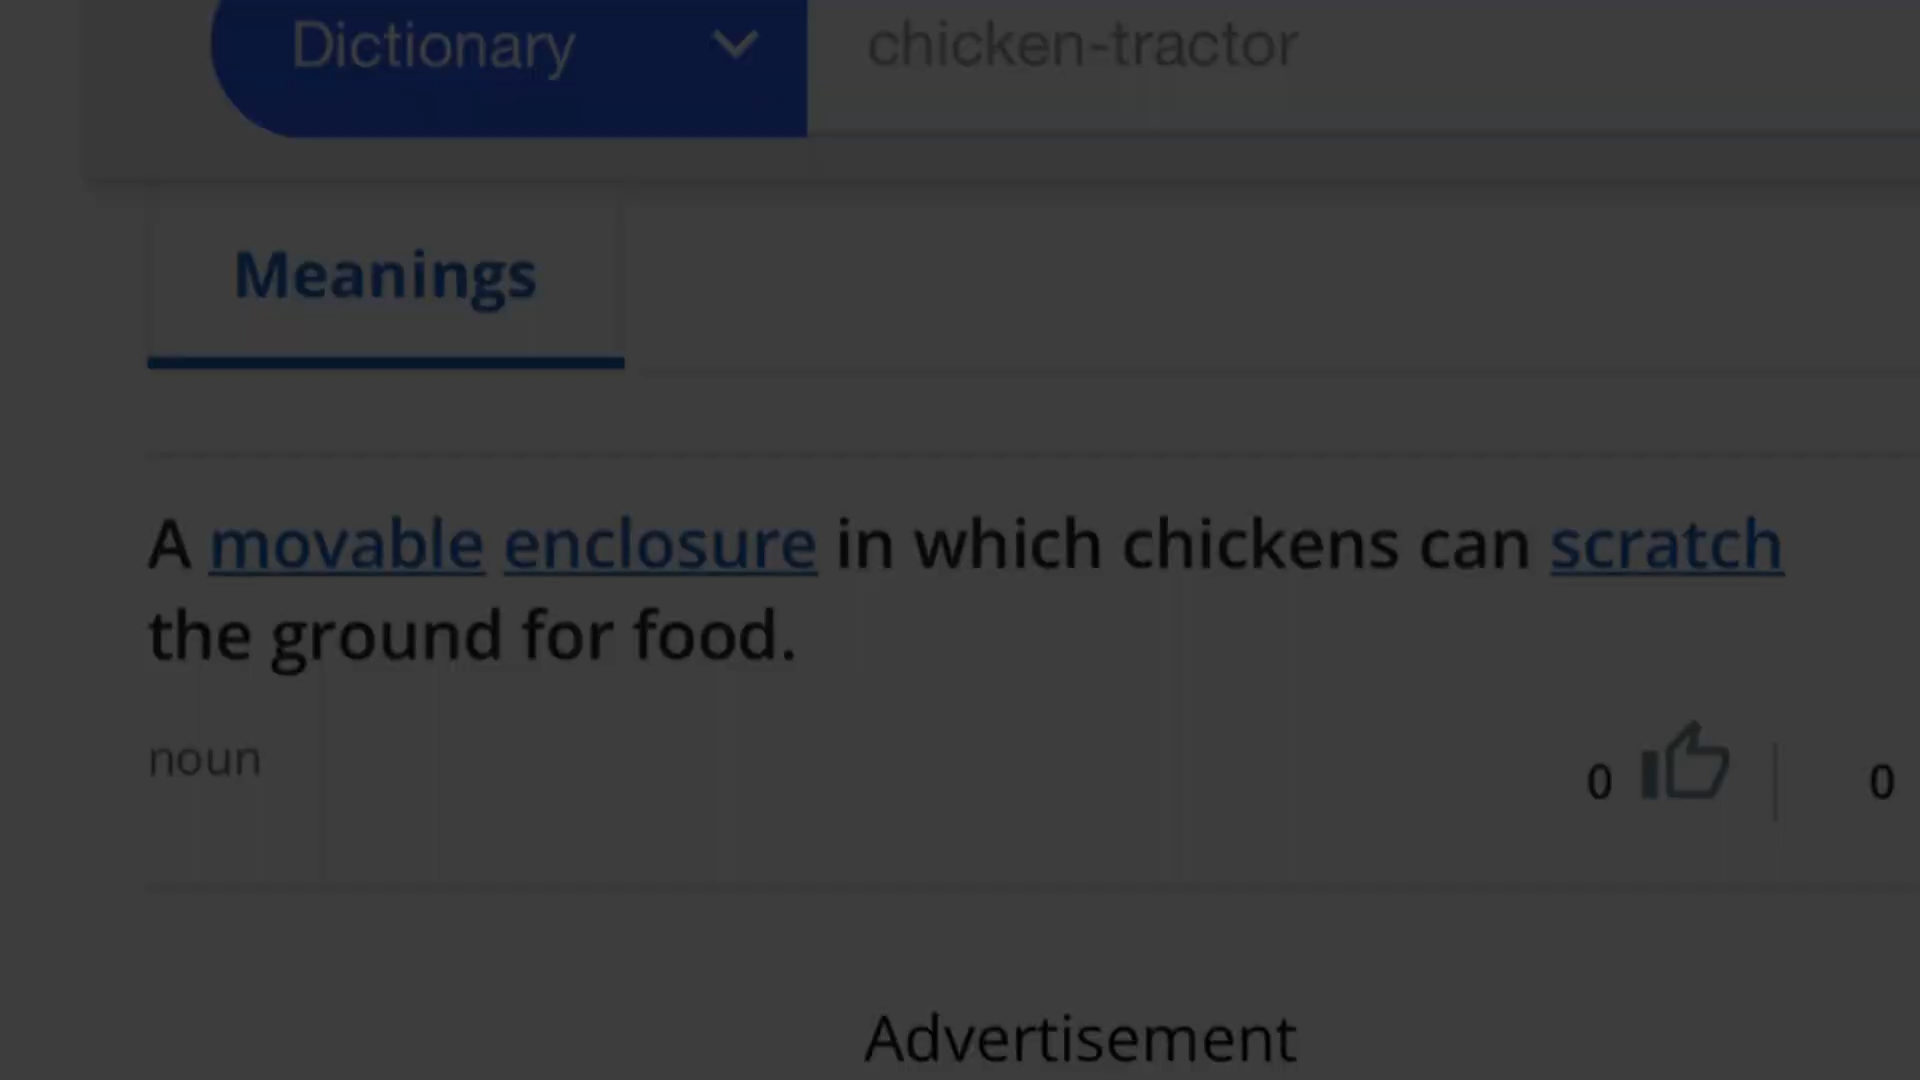 Dictionary chicken-tractor
Meanings
A movable enclosure in which chickens can scratch
the ground for food.
noun
0 0
Advertisement